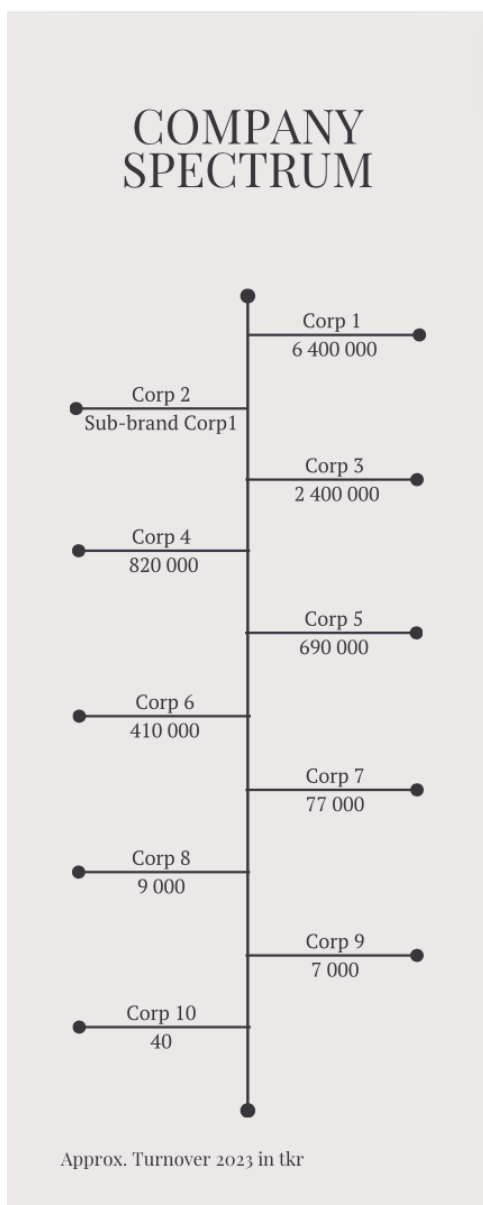 COMPANY
SPECTRUM
Corp 1
6 400 000
Corp 2
Sub-brand Corp1
Corp 3
2 400 000
Corp 4
820 000
Corp 5
690 000
Corp 6
410 000
Corp 7
77 000
Corp 8
9 000
Corp 9
7 000
Corp 10
40
Approx. Turnover 2023 in tkr